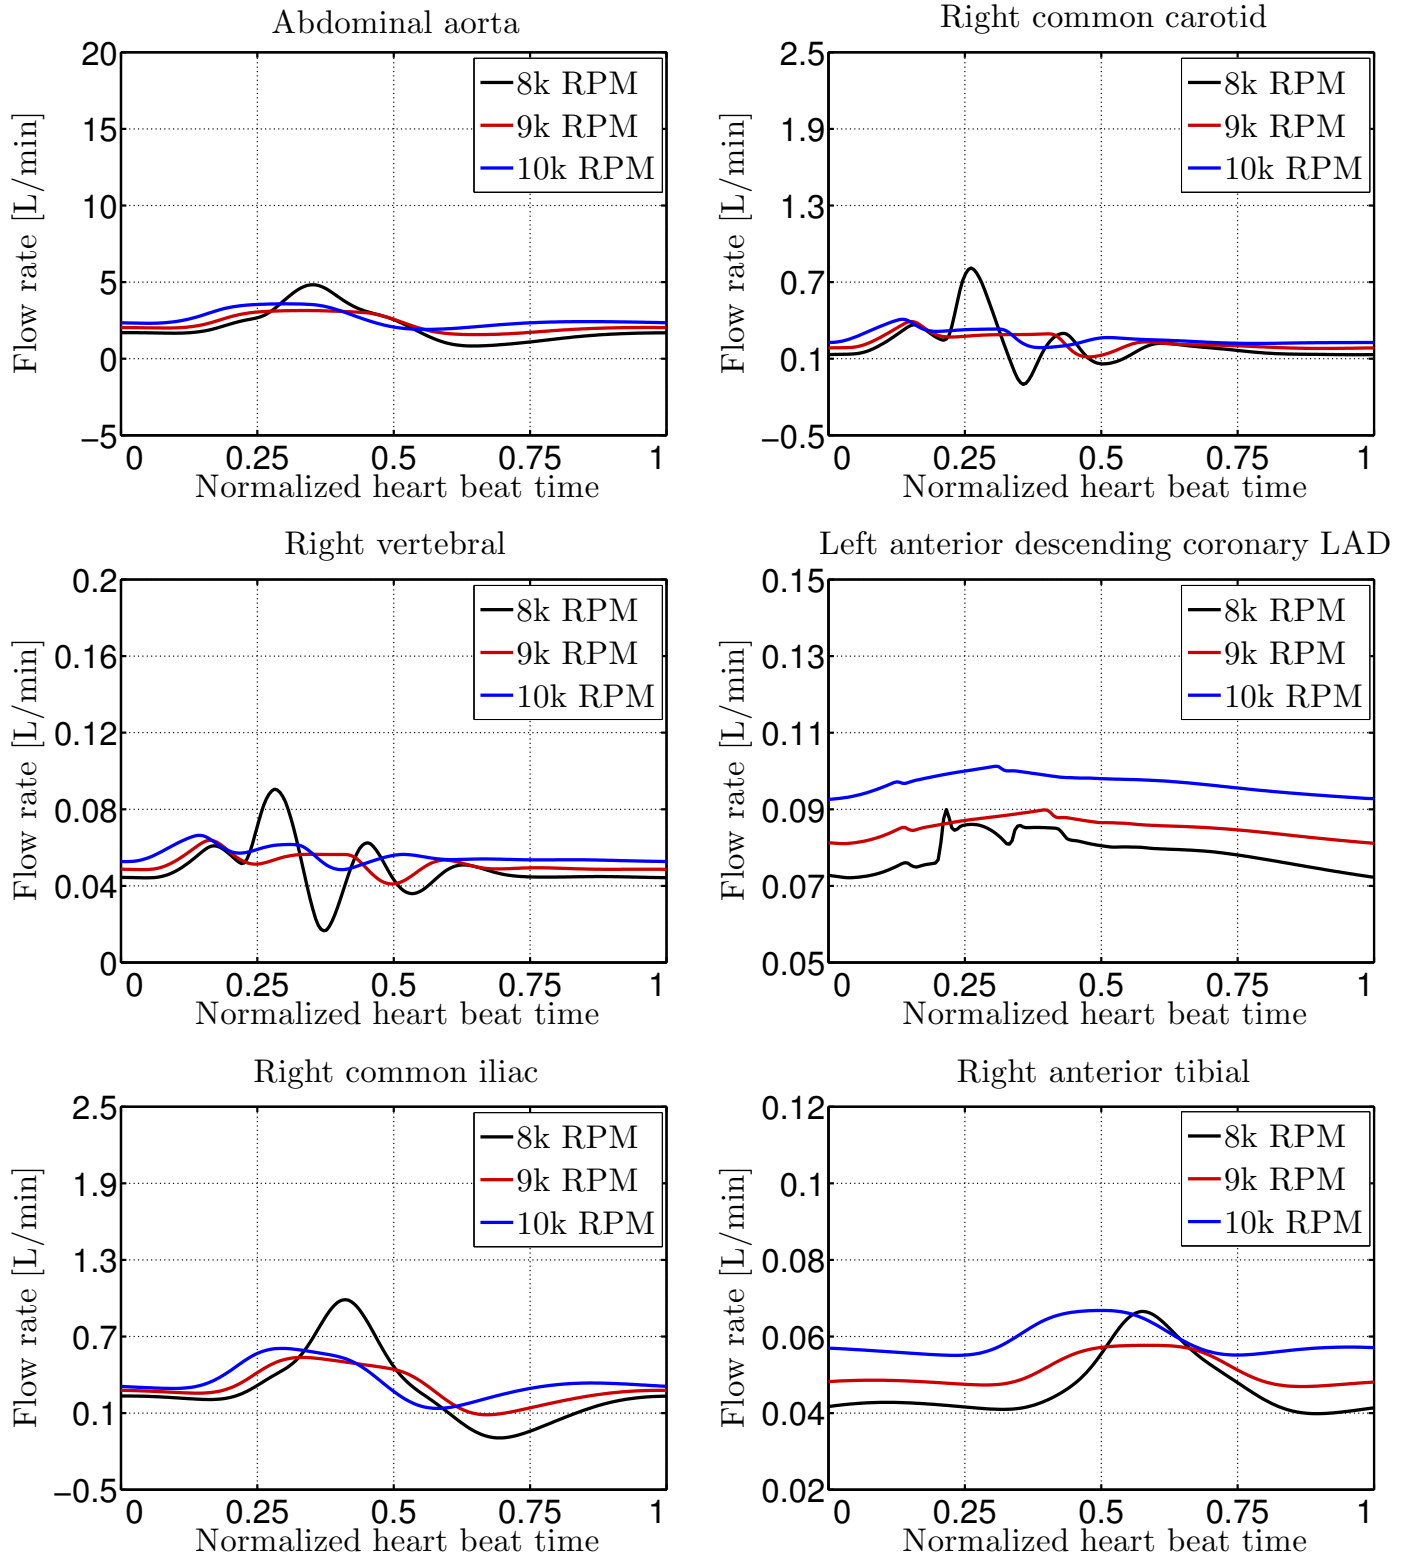 Abdominal aorta
20
15
10
5
0
−5
Flow rate [L/min]
8k RPM
9k RPM
10k RPM
0 0.25 0.5 0.75 1
Normalized heart beat time
Right common carotid
2.5
1.9
1.3
0.7
0.1
−0.5
Flow rate [L/min]
8k RPM
9k RPM
10k RPM
0 0.25 0.5 0.75 1
Normalized heart beat time
Right vertebral
0.2
0.16
0.12
0.08
0.04
0
Flow rate [L/min]
8k RPM
9k RPM
10k RPM
0 0.25 0.5 0.75 1
Normalized heart beat time
Left anterior descending coronary LAD
0.15
0.13
0.11
0.09
0.07
0.05
Flow rate [L/min]
8k RPM
9k RPM
10k RPM
0 0.25 0.5 0.75 1
Normalized heart beat time
Right common iliac
2.5
1.9
1.3
0.7
0.1
−0.5
Flow rate [L/min]
8k RPM
9k RPM
10k RPM
0 0.25 0.5 0.75 1
Normalized heart beat time
Right anterior tibial
0.12
0.1
0.08
0.06
0.04
0.02
Flow rate [L/min]
8k RPM
9k RPM
10k RPM
0 0.25 0.5 0.75 1
Normalized heart beat time